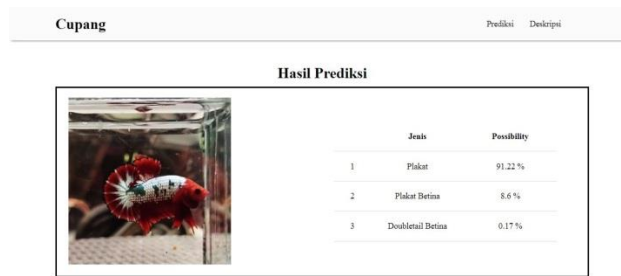 Cupang Prediksi Deskripsi
Hasil Prediksi
Jenis Possibility
1 Plakat 91.22 %
2 Plakat Betina 8.6 %
3 Doubletail Betina 0.17 %